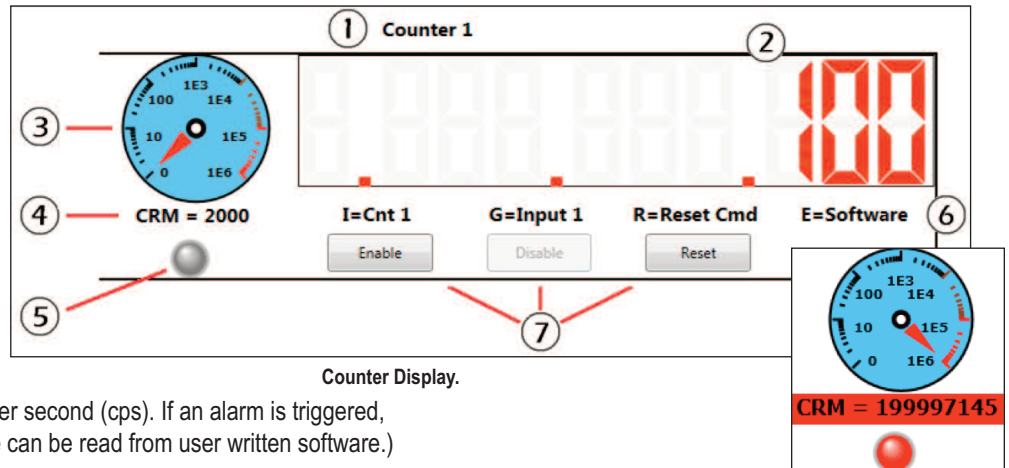 ① Counter 1
②
③
0 10 100 1E3 1E4 1E5 1E6
100
④ CRM = 2000
I=Cnt 1 G=Input 1 R=Reset Cmd E=Software ⑥
Enable Disable Reset
⑤
⑦
0 10 100 1E3 1E4 1E5 1E6
CRM = 199997145
Counter Display.
er second (cps). If an alarm is triggered,
can be read from user written software.)